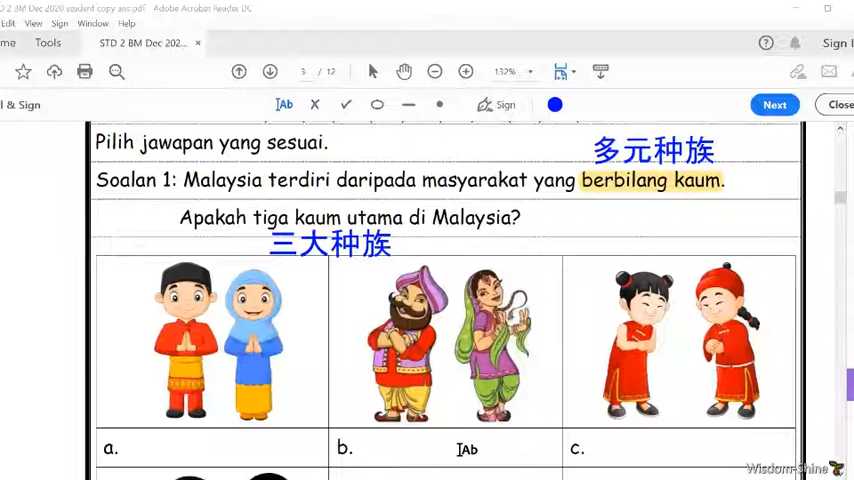 D 2 BM Dec 2020 student copy ans.pdf - Adobe Acrobat Reader DC
Edit View Sign Window Help
me Tools STD 2 BM Dec 202... × Sign I
3 / 12 132%
l & Sign Ab Sign Next Close
Pilih jawapan yang sesuai.
多元种族
Soalan 1: Malaysia terdiri daripada masyarakat yang berbilang kaum.
Apakah tiga kaum utama di Malaysia?
三大种族
a. b. Ab c.
Wisdom-Shine